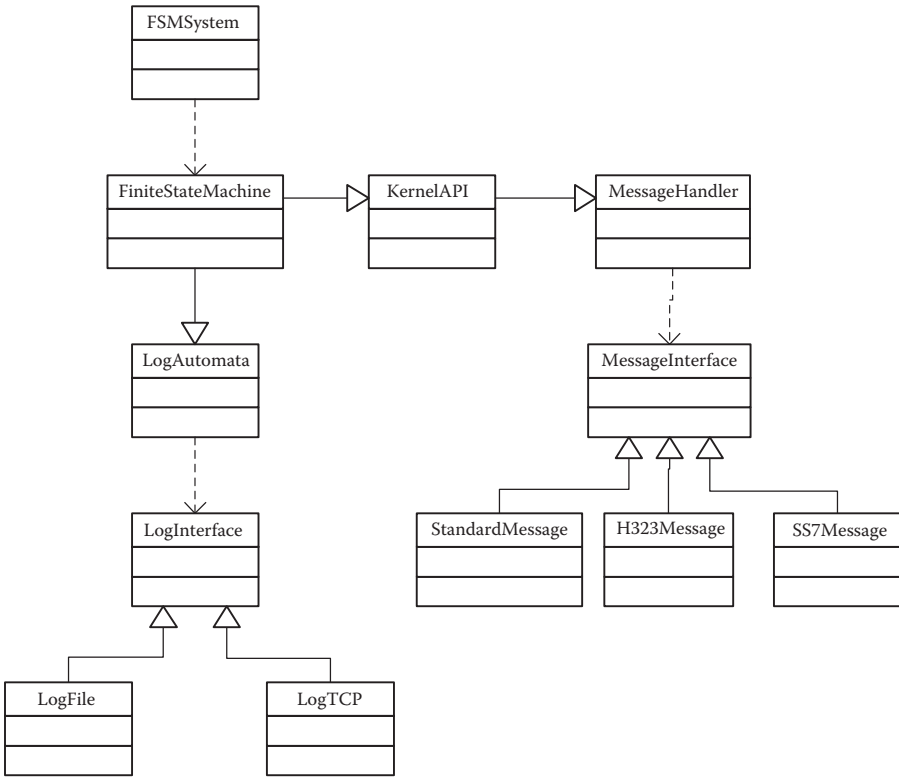 FSMSystem
FiniteStateMachine
KernelAPI
MessageHandler
LogAutomata
MessageInterface
LogInterface
StandardMessage
H323Message
SS7Message
LogFile
LogTCP